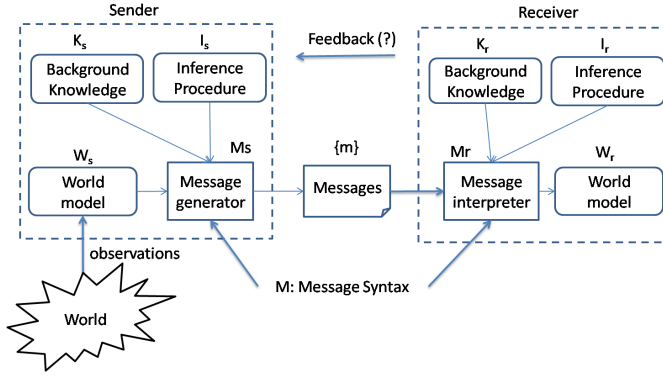 Sender
Receiver
Feedback (?)
Kₛ
Iₛ
Kᵣ
Iᵣ
Background
Knowledge
Inference
Procedure
Background
Knowledge
Inference
Procedure
Wₛ
Ms
{m}
Mr
Wᵣ
World
model
Message
generator
Messages
Message
interpreter
World
model
observations
M: Message Syntax
World